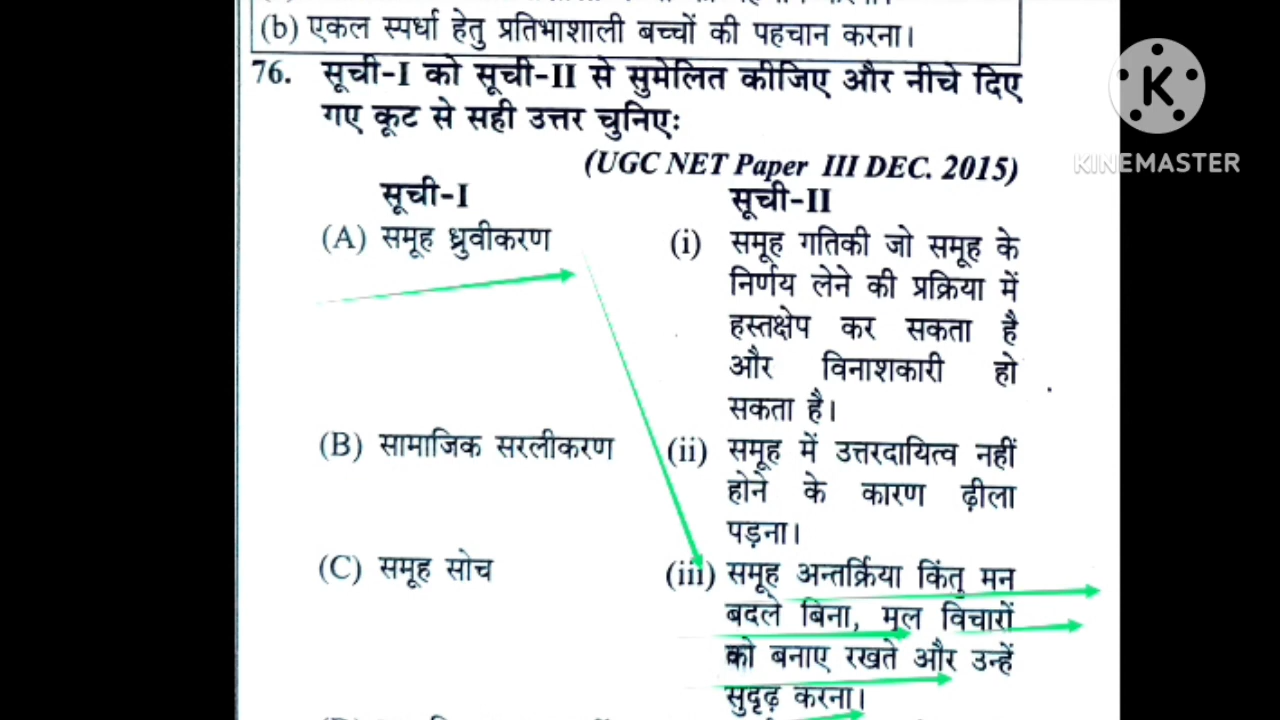 (b) एकल स्पर्धा हेतु प्रतिभाशाली बच्चों की पहचान करना।
76. सूची-I को सूची-II से सुमेलित कीजिए और नीचे दिए
गए कूट से सही उत्तर चुनिएः
(UGC NET Paper III DEC. 2015)
सूची-I सूची-II
(A) समूह ध्रुवीकरण (i) समूह गतिकी जो समूह के
निर्णय लेने की प्रक्रिया में
हस्तक्षेप कर सकता है
और विनाशकारी हो
सकता है।
(B) सामाजिक सरलीकरण (ii) समूह में उत्तरदायित्व नहीं
होने के कारण ढ़ीला
पड़ना।
(C) समूह सोच (iii) समूह अन्तर्क्रिया किंतु मन
बदले बिना, मूल विचारों
को बनाए रखते और उन्हें
सुदृढ़ करना।
K
KINEMASTER